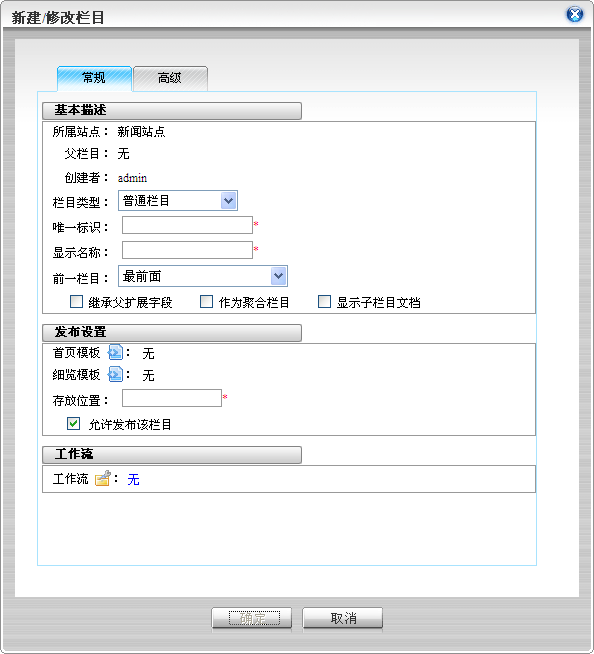 新建/修改栏目
常规 高级
基本描述
所属站点： 新闻站点
父栏目： 无
创建者： admin
栏目类型： 普通栏目
唯一标识： *
显示名称： *
前一栏目： 最前面
继承父扩展字段 作为聚合栏目 显示子栏目文档
发布设置
首页模板 ： 无
细览模板 ： 无
存放位置： *
允许发布该栏目
工作流
工作流 ： 无
确定 取消